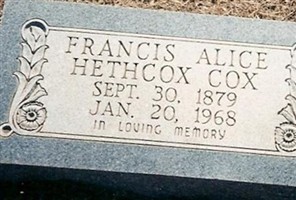 FRANCIS ALICE
HETHCOX COX
SEPT. 30, 1879
JAN. 20, 1968
IN LOVING MEMORY